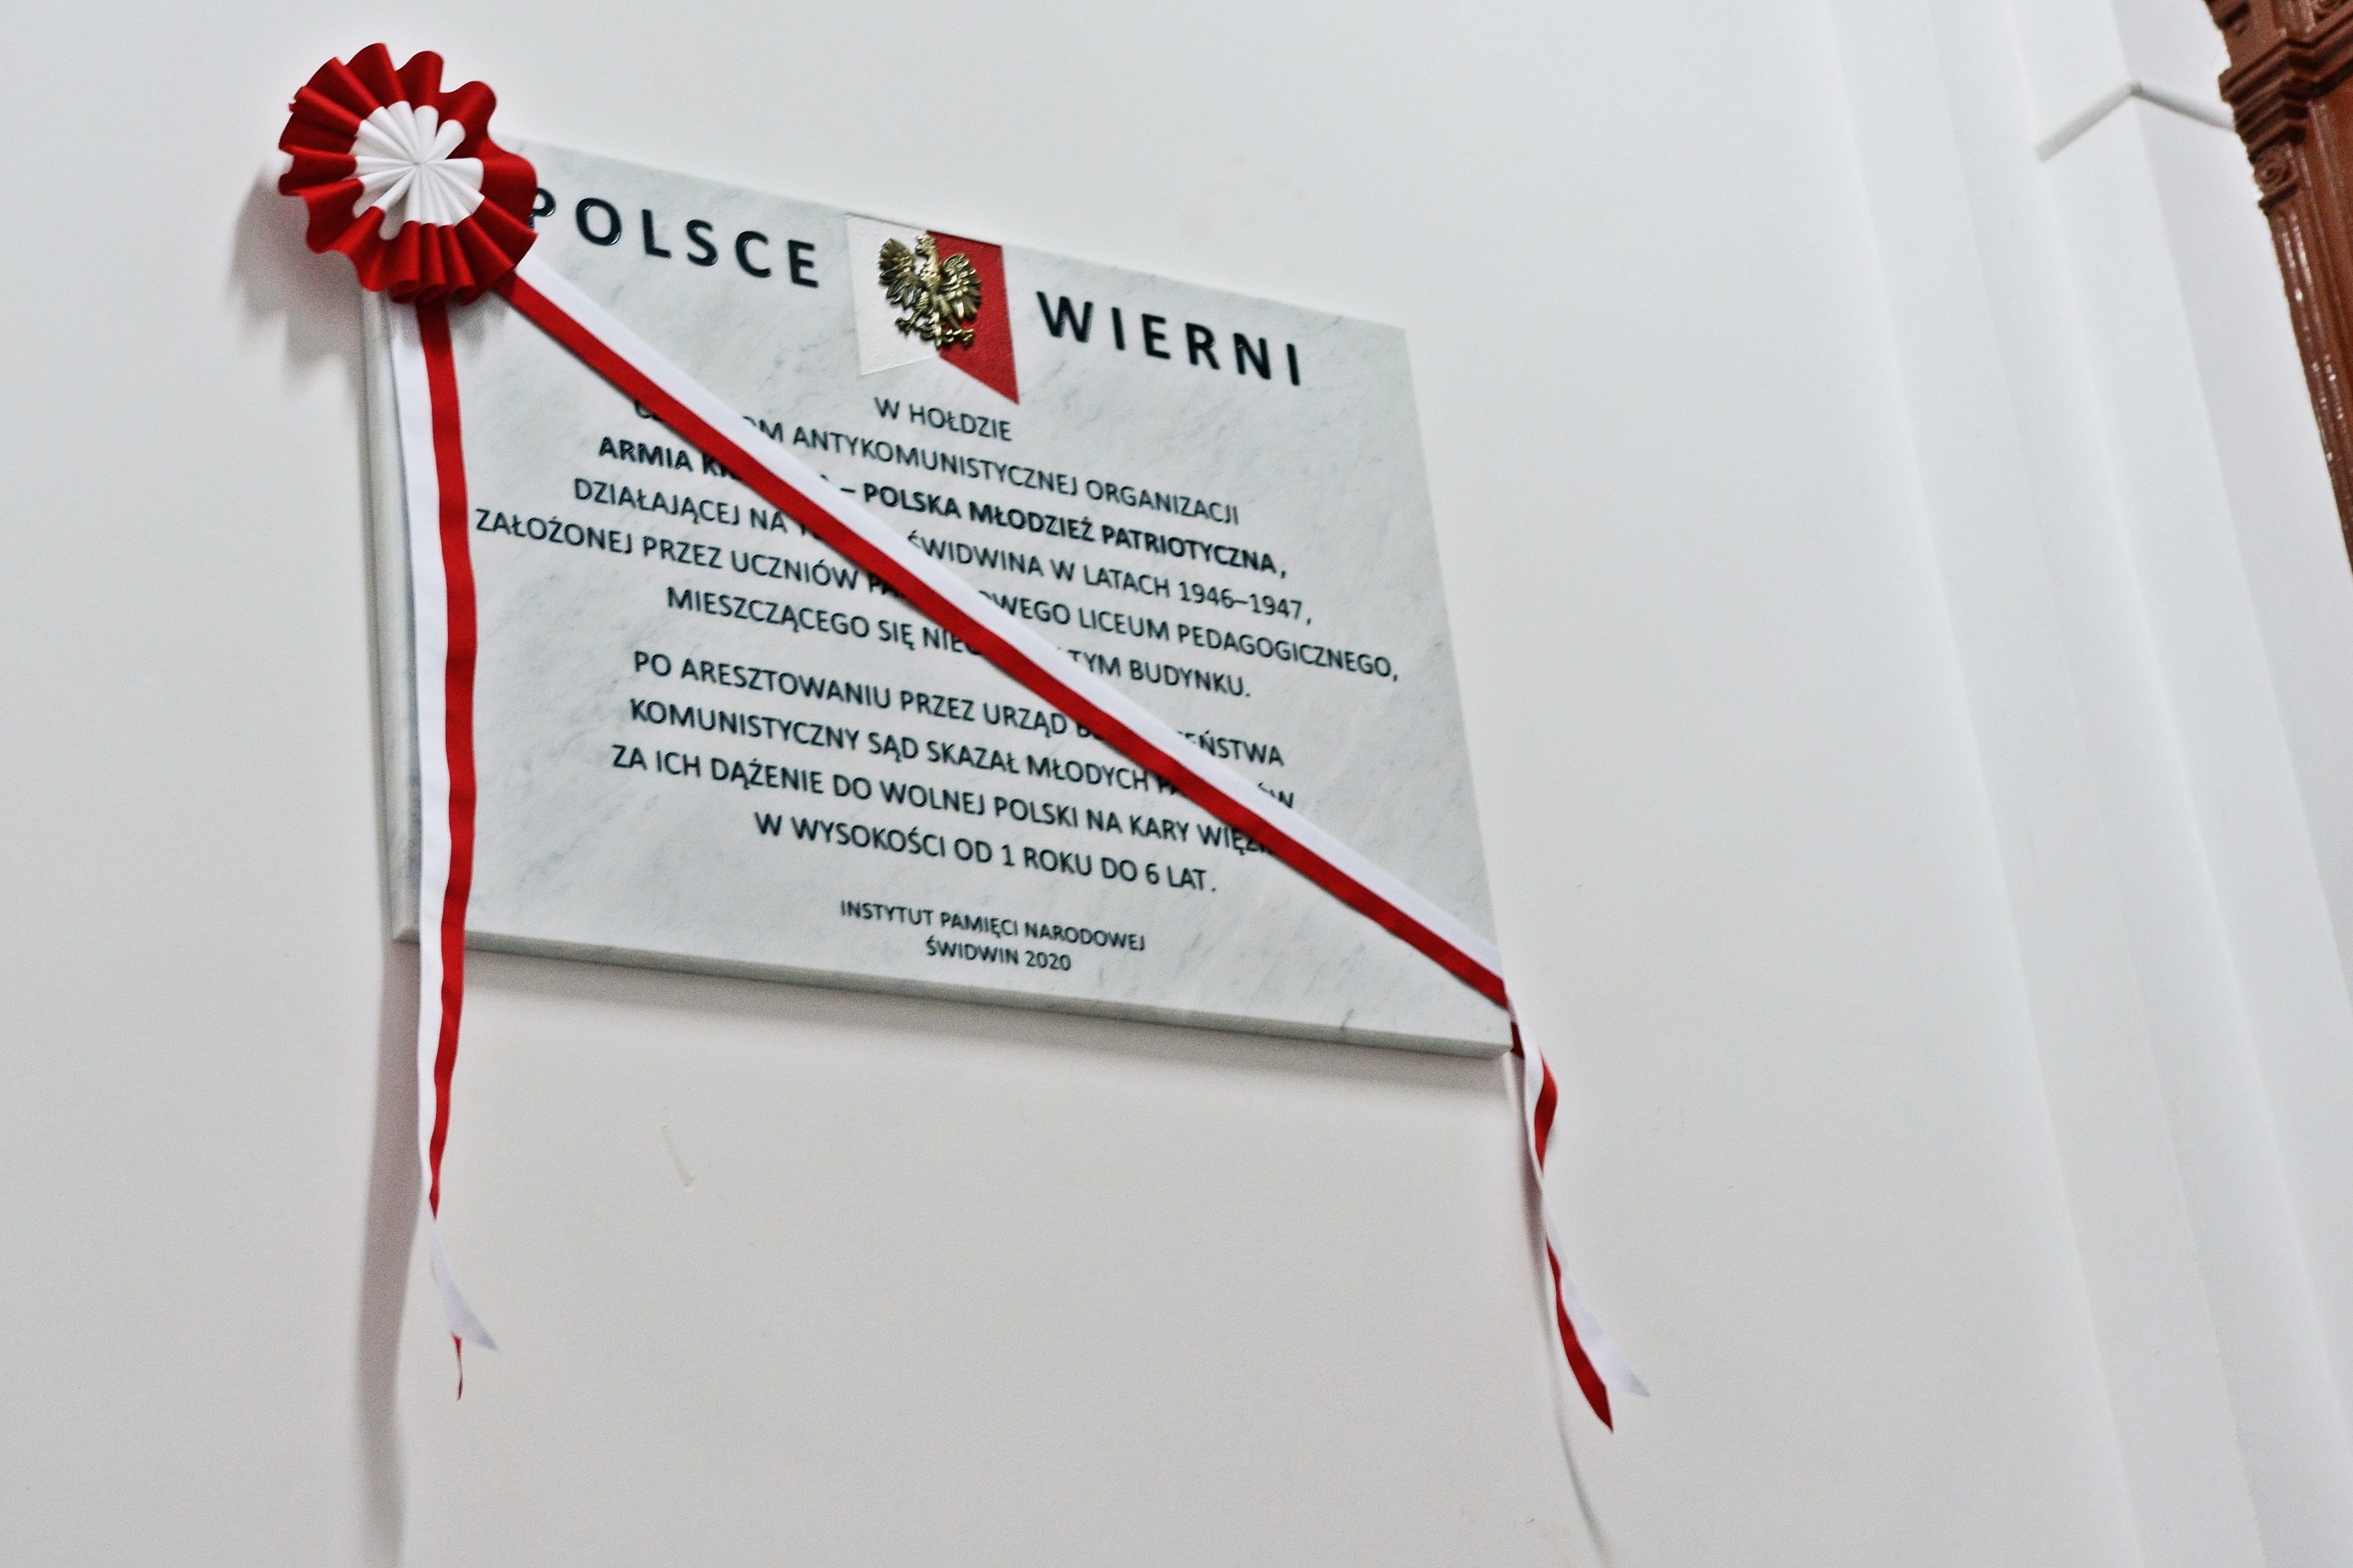 POLSCE WIERNI
W HOŁDZIE
ANTYKOMUNISTYCZNEJ ORGANIZACJI
ARMIA – POLSKA MŁODZIEŻ PATRIOTYCZNA,
DZIAŁAJĄCEJ NA ŚWIDWINA W LATACH 1946–1947,
ZAŁOŻONEJ PRZEZ UCZNIÓW LICEUM PEDAGOGICZNEGO,
MIESZCZĄCEGO SIĘ TYM BUDYNKU.
PO ARESZTOWANIU PRZEZ URZĄD
KOMUNISTYCZNY SĄD SKAZAŁ MŁODYCH
ZA ICH DĄŻENIE DO WOLNEJ POLSKI NA KARY
W WYSOKOŚCI OD 1 ROKU DO 6 LAT.
INSTYTUT PAMIĘCI NARODOWEJ
ŚWIDWIN 2020